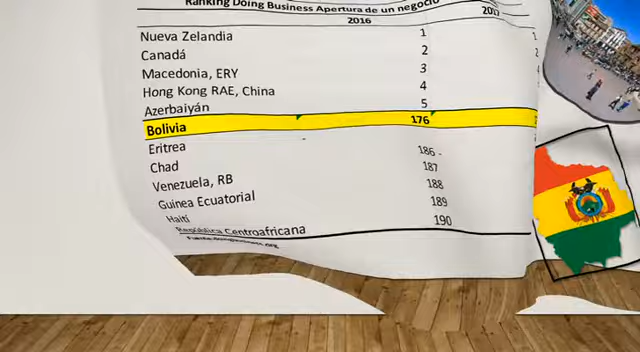 Ranking Doing Business Apertura de un negocio
2016 2017
Nueva Zelandia 1
Canadá 2
Macedonia, ERY 3
Hong Kong RAE, China 4
Azerbaiyán 5
Bolivia 176
Eritrea 186
Chad 187
Venezuela, RB 188
Guinea Ecuatorial 189
Haití 190
República Centroafricana